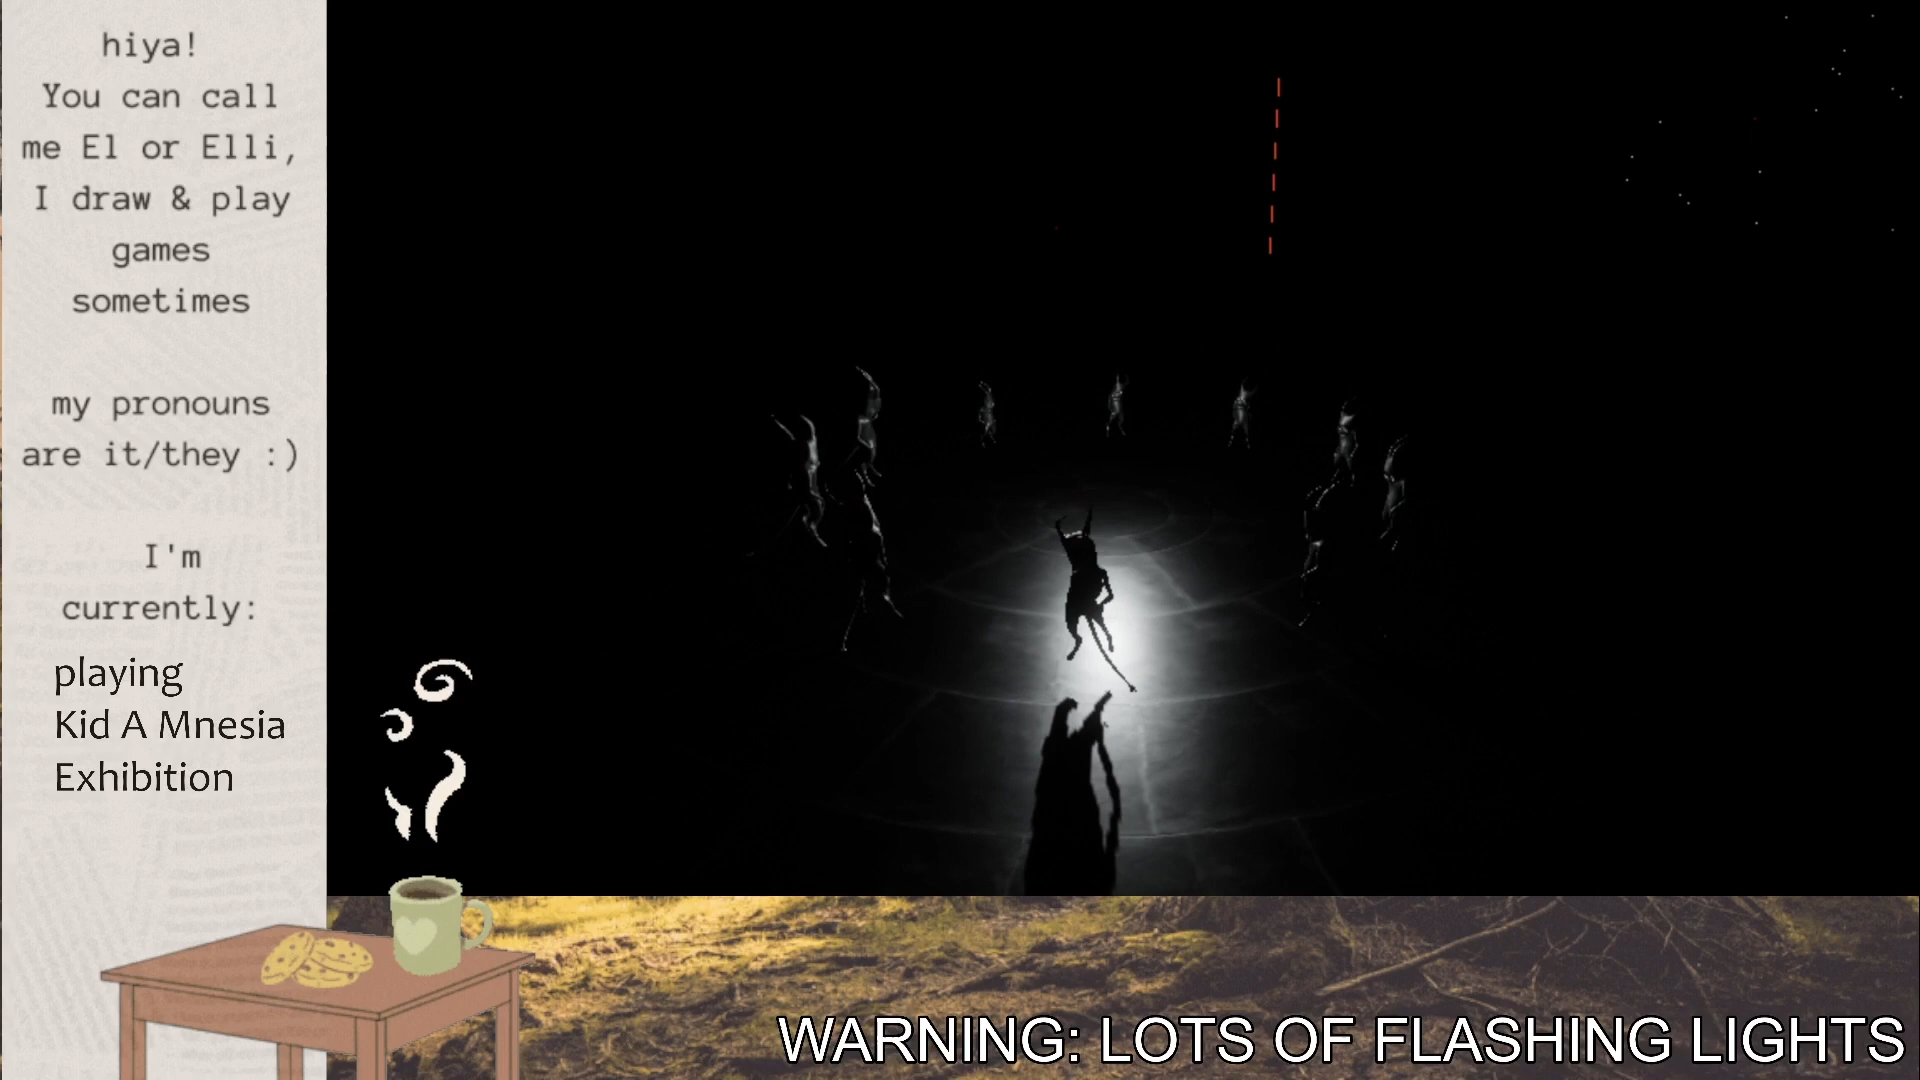 hiya!
You can call
me El or Elli,
I draw & play
games
sometimes
my pronouns
are it/they :)
I'm
currently:
playing
Kid A Mnesia
Exhibition
WARNING: LOTS OF FLASHING LIGHTS